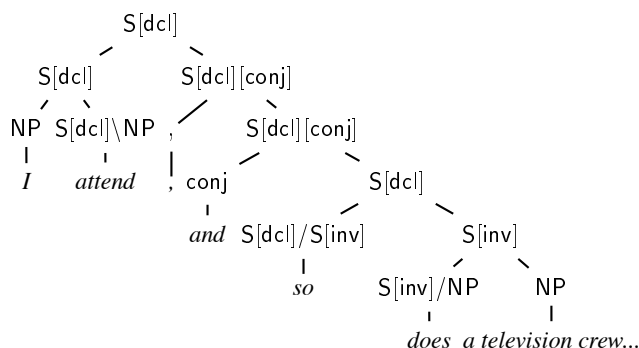 S[dcl]
S[dcl] S[dcl][conj]
NP S[dcl]\NP , S[dcl][conj]
I attend , conj S[dcl]
and S[dcl]/S[inv] S[inv]
so S[inv]/NP NP
does a television crew...